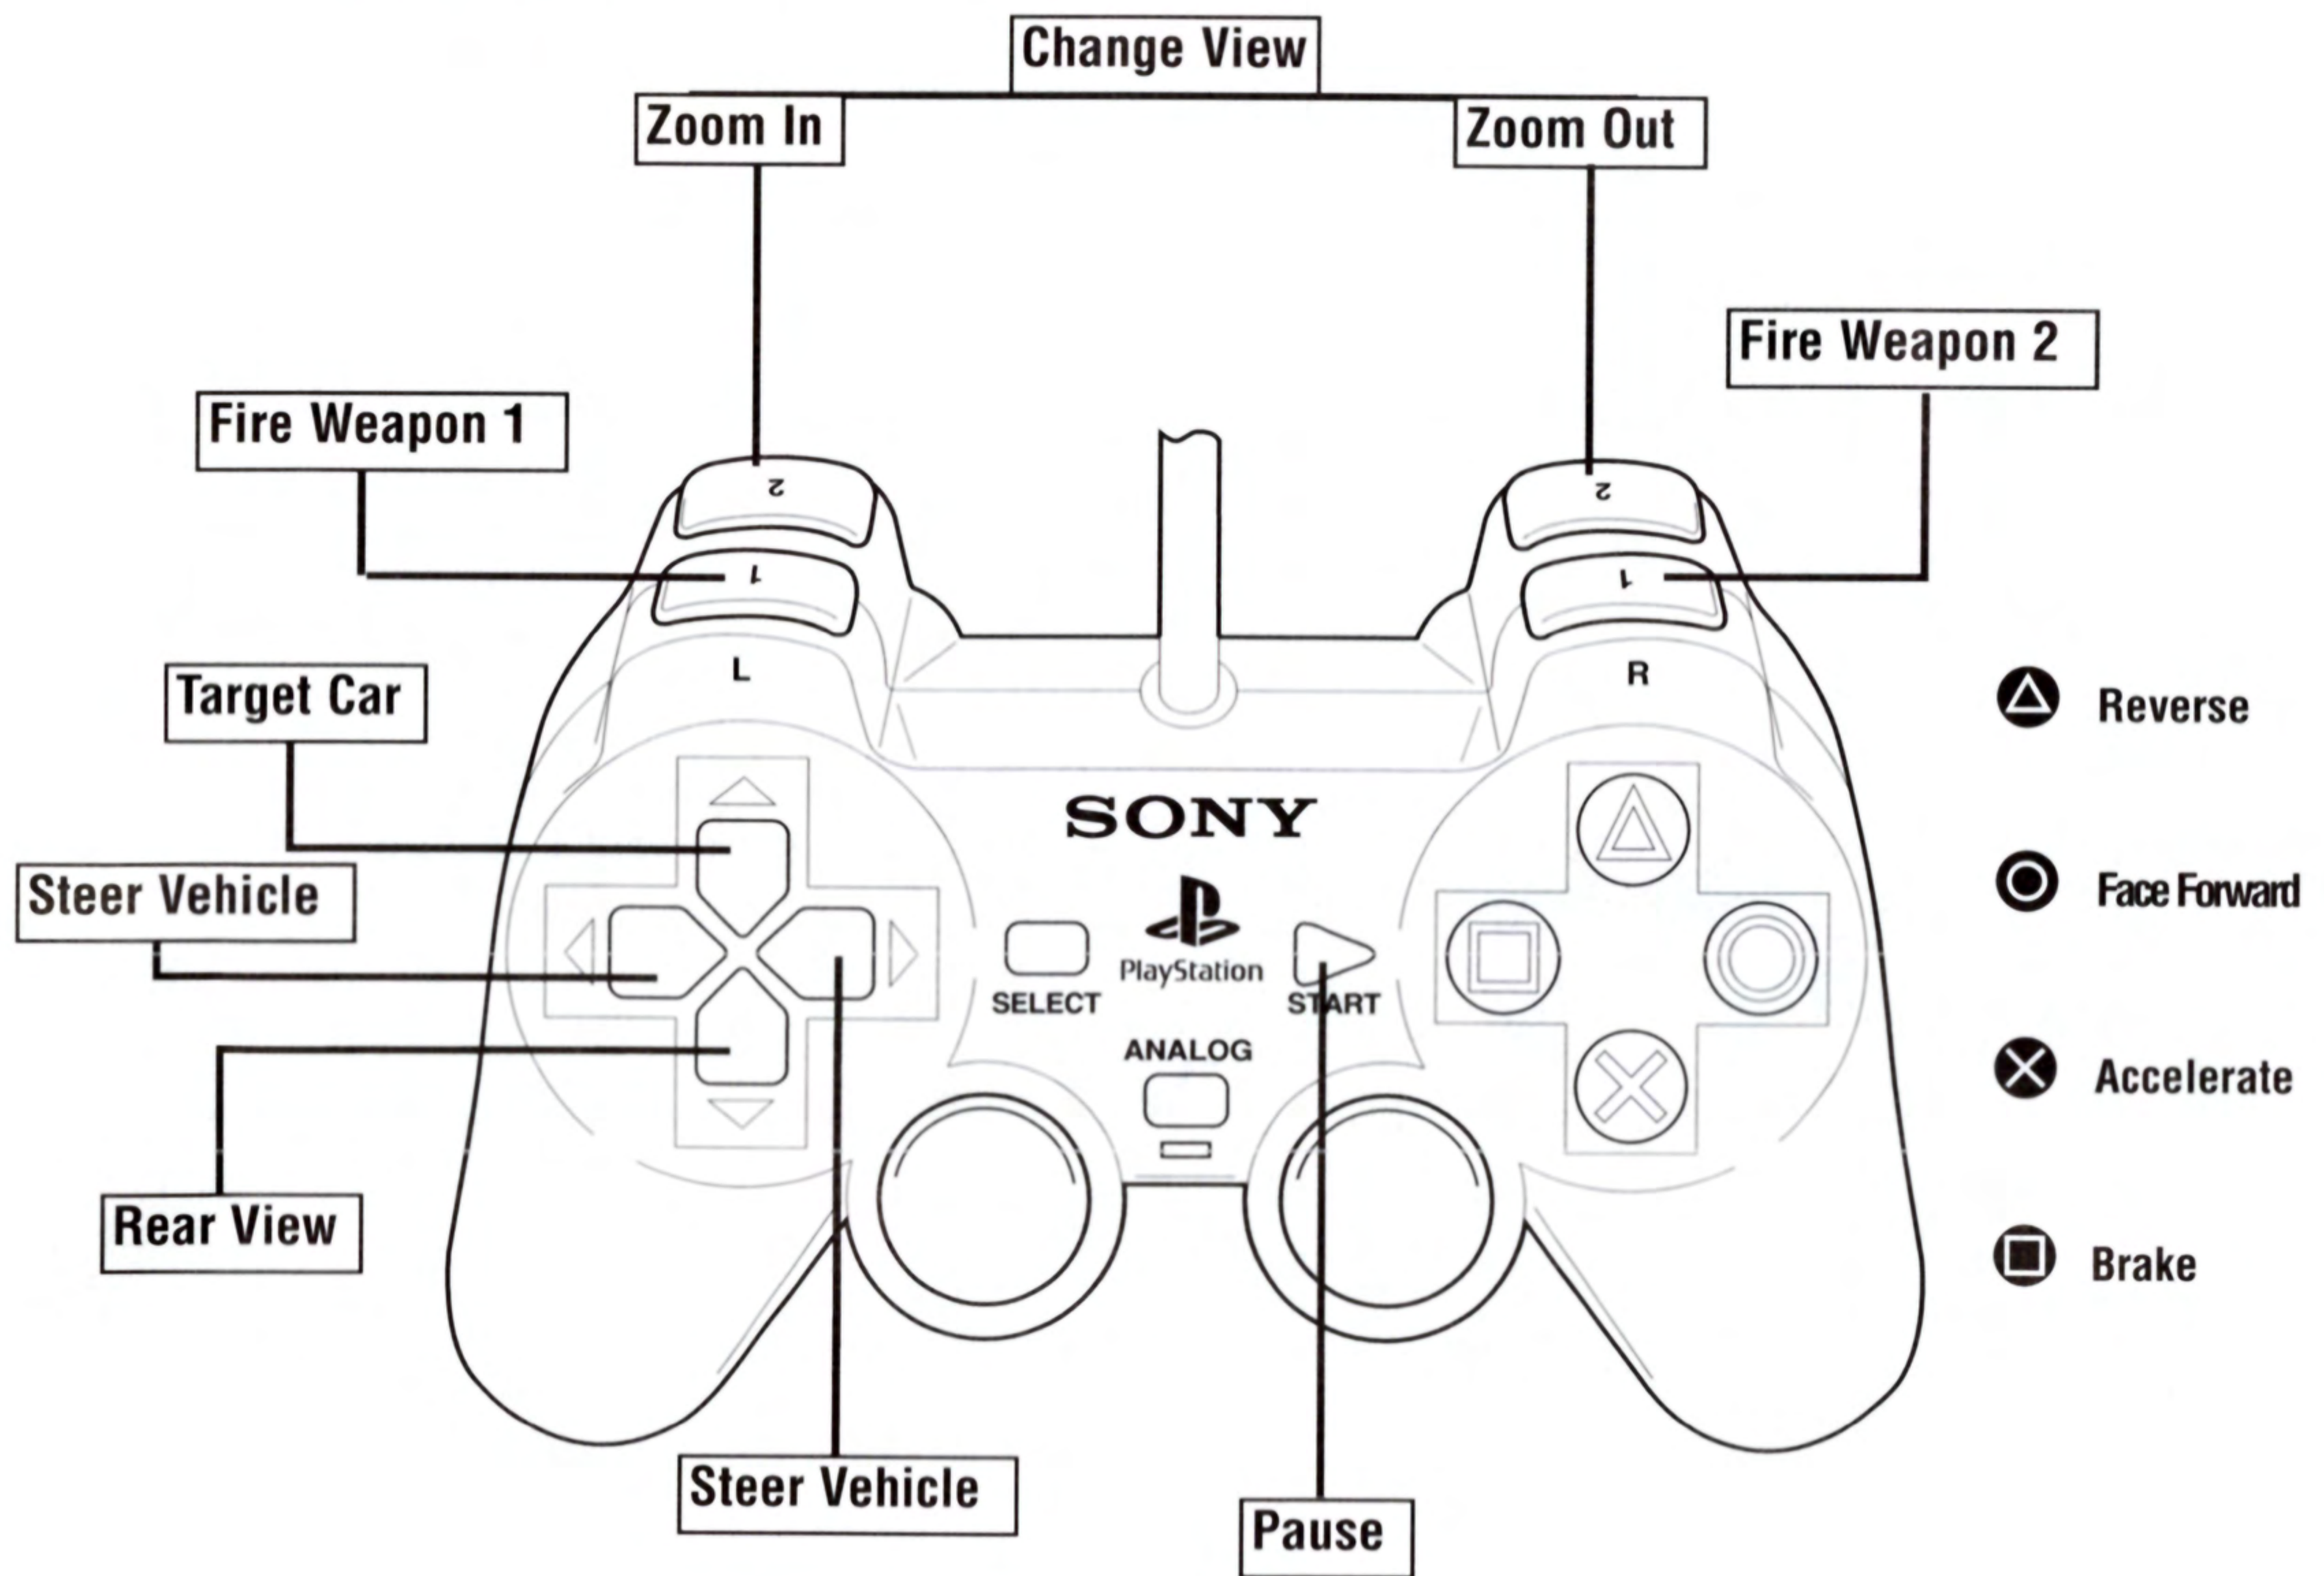 Change View
Zoom In
Zoom Out
Fire Weapon 2
Fire Weapon 1
2
2
1
1
L
R
Target Car
Reverse
SONY
Steer Vehicle
Face Forward
PlayStation
SELECT
START
ANALOG
Accelerate
Rear View
Brake
Steer Vehicle
Pause